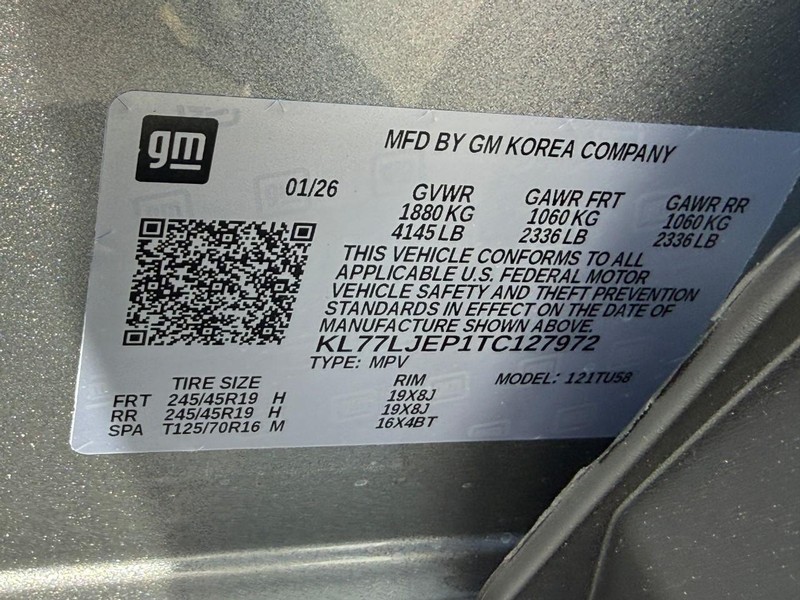 gm
MFD BY GM KOREA COMPANY
01/26
GVWR GAWR FRT GAWR RR
1880 KG 1060 KG 1060 KG
4145 LB 2336 LB 2336 LB
THIS VEHICLE CONFORMS TO ALL
APPLICABLE U.S. FEDERAL MOTOR
VEHICLE SAFETY AND THEFT PREVENTION
STANDARDS IN EFFECT ON THE DATE OF
MANUFACTURE SHOWN ABOVE.
KL77LJEP1TC127972
TYPE: MPV
MODEL: 121TU58
TIRE SIZE RIM
FRT 245/45R19 H 19X8J
RR 245/45R19 H 19X8J
SPA T125/70R16 M 16X4BT